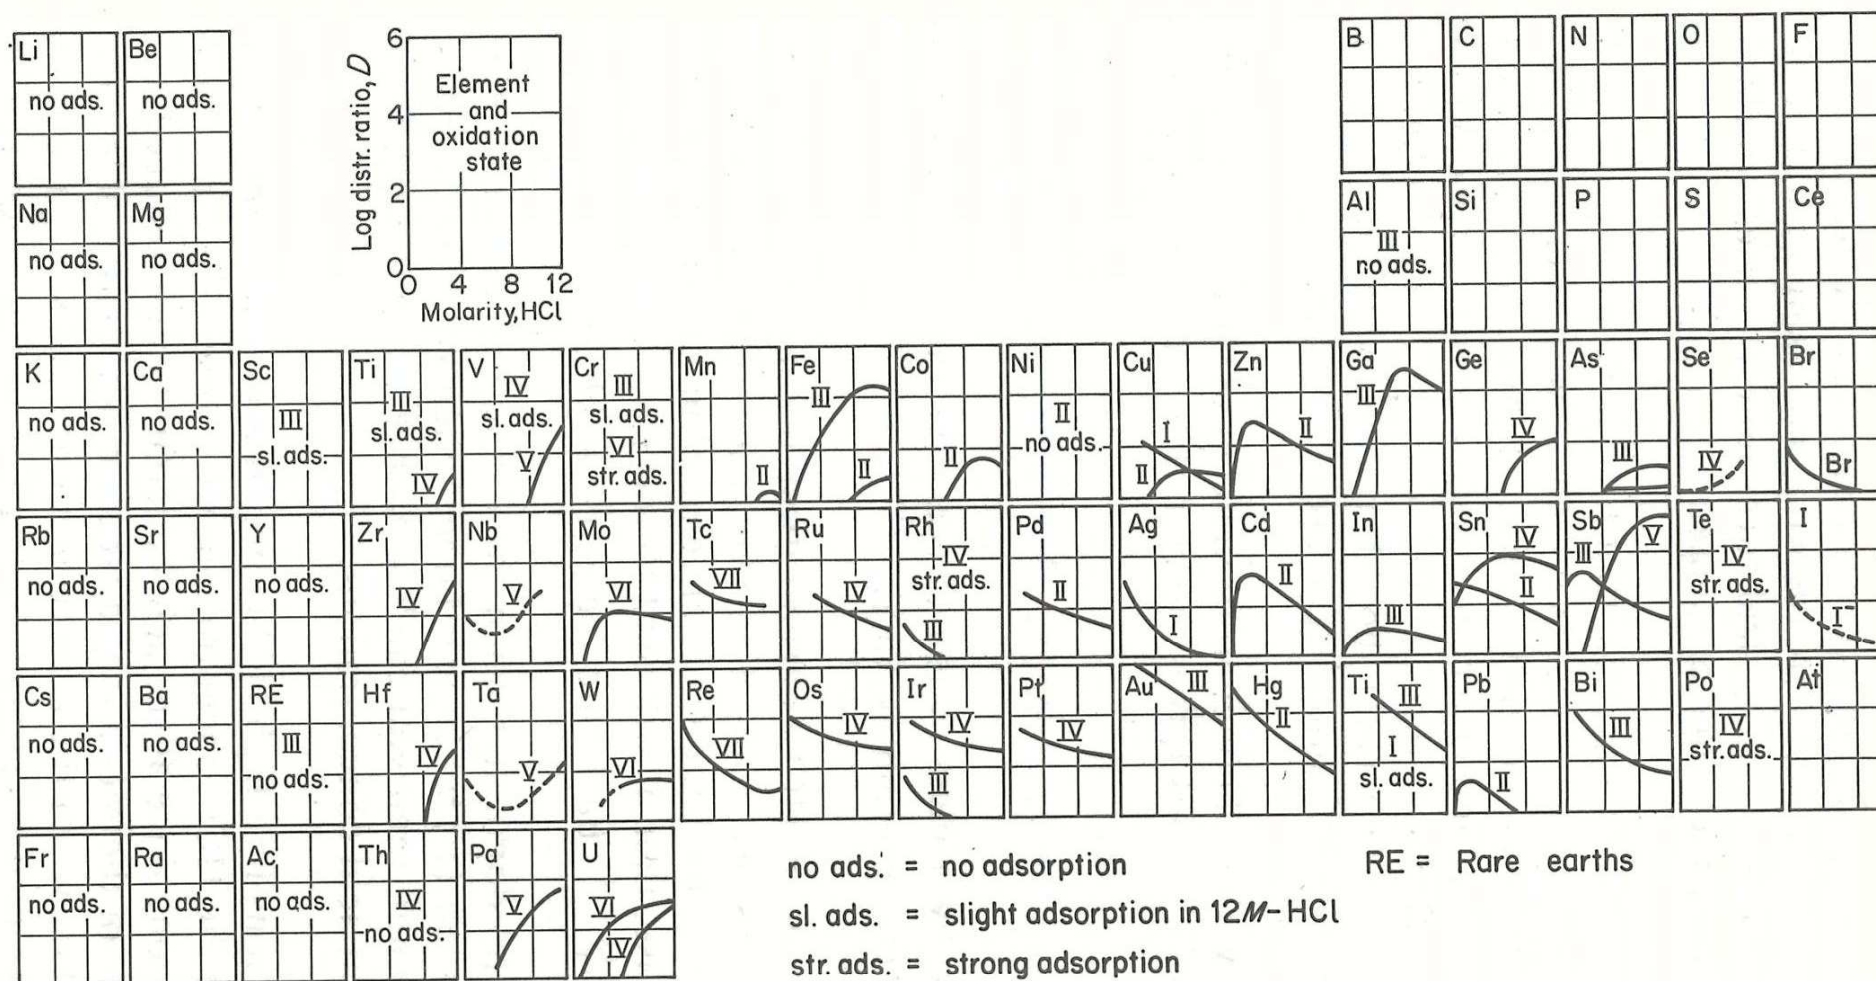 Li
no ads.
Be
no ads.
6
4
2
0
Log distr. ratio, D
Element
and
oxidation
state
0 4 8 12
Molarity, HCl
B
C
N
O
F
Na
no ads.
Mg
no ads.
Al
III
no ads.
Si
P
S
Ce
K
no ads.
Ca
no ads.
Sc
III
sl. ads.
Ti
III
sl. ads.
IV
V
IV
sl. ads.
V
Cr
III
sl. ads.
VI
str. ads.
Mn
II
Fe
III
II
Co
II
Ni
II
no ads.
Cu
I
II
Zn
II
Ga
III
Ge
IV
As
III
Se
IV
Br
Br
Rb
no ads.
Sr
no ads.
Y
no ads.
Zr
IV
Nb
V
Mo
VI
Tc
VII
Ru
IV
Rh
IV
str. ads.
III
Pd
II
Ag
I
Cd
II
In
III
Sn
IV
II
Sb
III
V
Te
IV
str. ads.
I
I⁻
Cs
no ads.
Ba
no ads.
RE
III
no ads.
Hf
IV
Ta
V
W
VI
Re
VII
Os
IV
Ir
IV
III
Pt
IV
Au
III
Hg
II
Ti
III
I
sl. ads.
Pb
II
Bi
III
Po
IV
str. ads.
At
Fr
no ads.
Ra
no ads.
Ac
no ads.
Th
IV
no ads.
Pa
V
U
VI
IV
no ads. = no adsorption
sl. ads. = slight adsorption in 12M-HCl
str. ads. = strong adsorption
RE = Rare earths